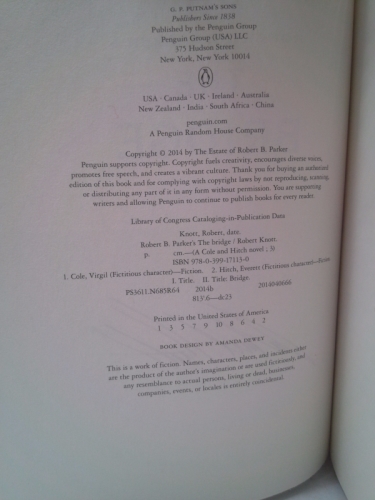 G. P. PUTNAM'S SONS
Publishers Since 1838
Published by the Penguin Group
Penguin Group (USA) LLC
375 Hudson Street
New York, New York 10014
USA · Canada · UK · Ireland · Australia
New Zealand · India · South Africa · China
penguin.com
A Penguin Random House Company
Copyright © 2014 by The Estate of Robert B. Parker
Penguin supports copyright. Copyright fuels creativity, encourages diverse voices,
promotes free speech, and creates a vibrant culture. Thank you for buying an authorized
edition of this book and for complying with copyright laws by not reproducing, scanning,
or distributing any part of it in any form without permission. You are supporting
writers and allowing Penguin to continue to publish books for every reader.
Library of Congress Cataloging-in-Publication Data
Knott, Robert, date.
Robert B. Parker's The bridge / Robert Knott.
p. cm.—(A Cole and Hitch novel ; 3)
ISBN 978-0-399-17113-0
1. Cole, Virgil (Fictitious character)—Fiction. 2. Hitch, Everett (Fictitious character)—Fiction.
I. Title. II. Title: Bridge.
PS3611.N685R64 2014b 2014040666
813'.6—dc23
Printed in the United States of America
1 3 5 7 9 10 8 6 4 2
BOOK DESIGN BY AMANDA DEWEY
This is a work of fiction. Names, characters, places, and incidents either
are the product of the author's imagination or are used fictitiously, and
any resemblance to actual persons, living or dead, businesses,
companies, events, or locales is entirely coincidental.